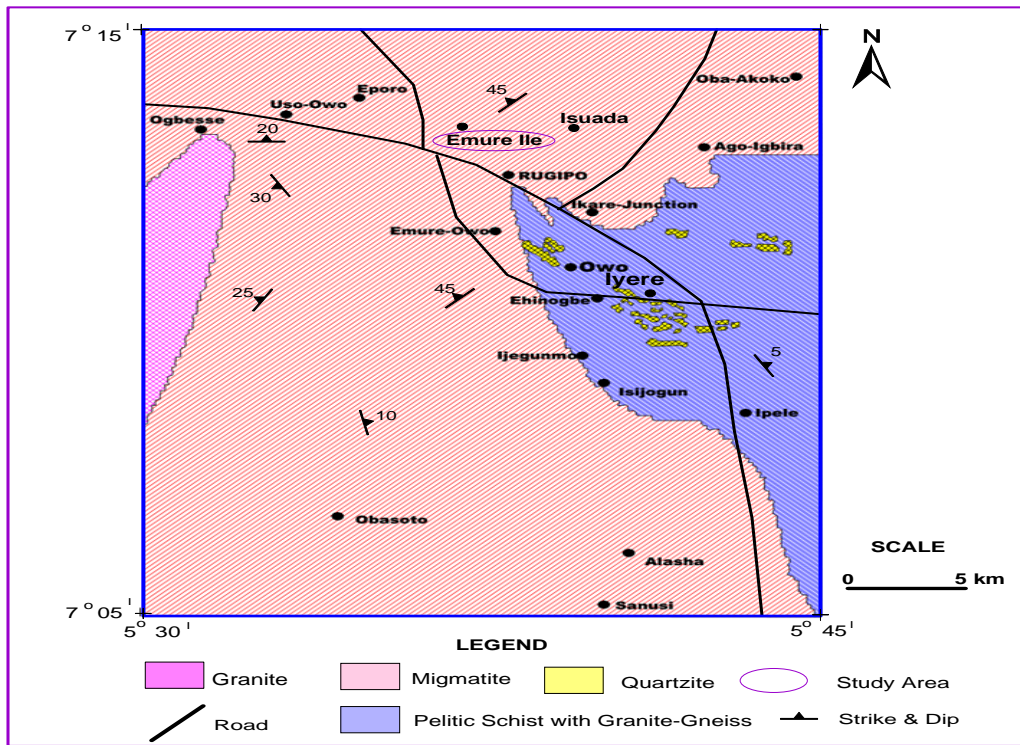 7° 15'
N
Oba-Akoko
Eporo
45
Uso-Owo
Isuada
Ogbesse
20
Emure Ile
Ago-Igbira
RUGIPO
30
Ikare-Junction
Emure-Owo
Owo
Iyere
25
45
Ehinogbe
5
Ijegunmo
Isijogun
Ipele
10
Obasoto
SCALE
Alasha
0 5 km
Sanusi
7° 05'
5° 30' 5° 45'
LEGEND
Granite Migmatite Quartzite Study Area
Road Pelitic Schist with Granite-Gneiss Strike & Dip